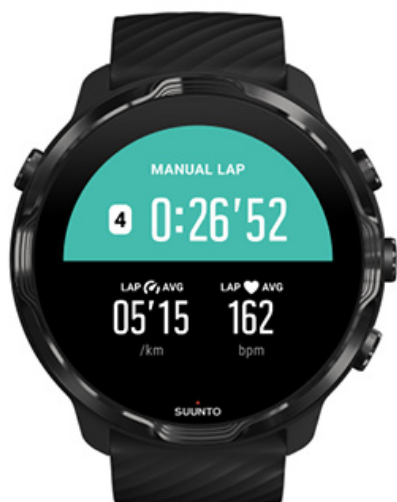 MANUAL LAP
4 0:26'52
LAP AVG LAP AVG
05'15 162
/km bpm
SUUNTO